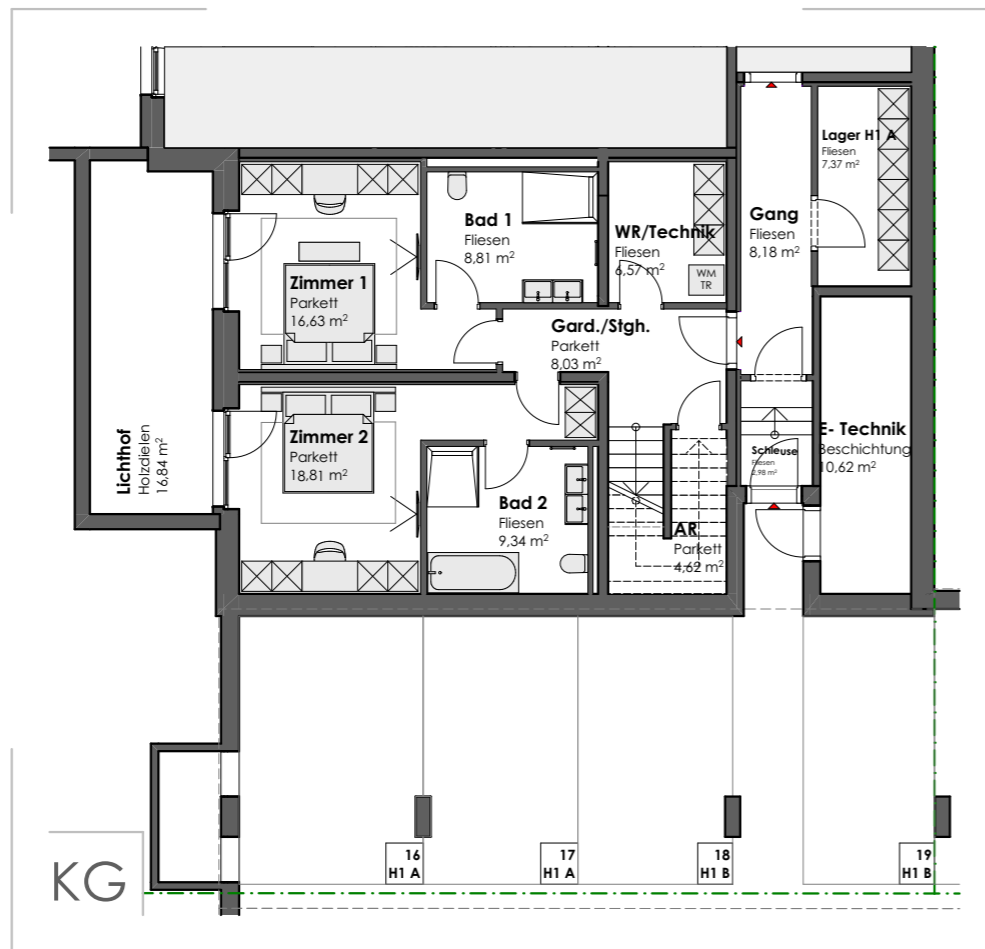 Lager H1 A
Fliesen
7,37 m²
Bad 1
Fliesen
8,81 m²
WR/Technik
Fliesen
6,57 m²
WM
TR
Gang
Fliesen
8,18 m²
Zimmer 1
Parkett
16,63 m²
Gard./Stgh.
Parkett
8,03 m²
Lichthof
Holzdielen
16,84 m²
Zimmer 2
Parkett
18,81 m²
Bad 2
Fliesen
9,34 m²
Schleuse
Fliesen
2,98 m²
E- Technik
Beschichtung
10,62 m²
AR
Parkett
4,62 m²
16
H1 A
17
H1 A
18
H1 B
19
H1 B
KG